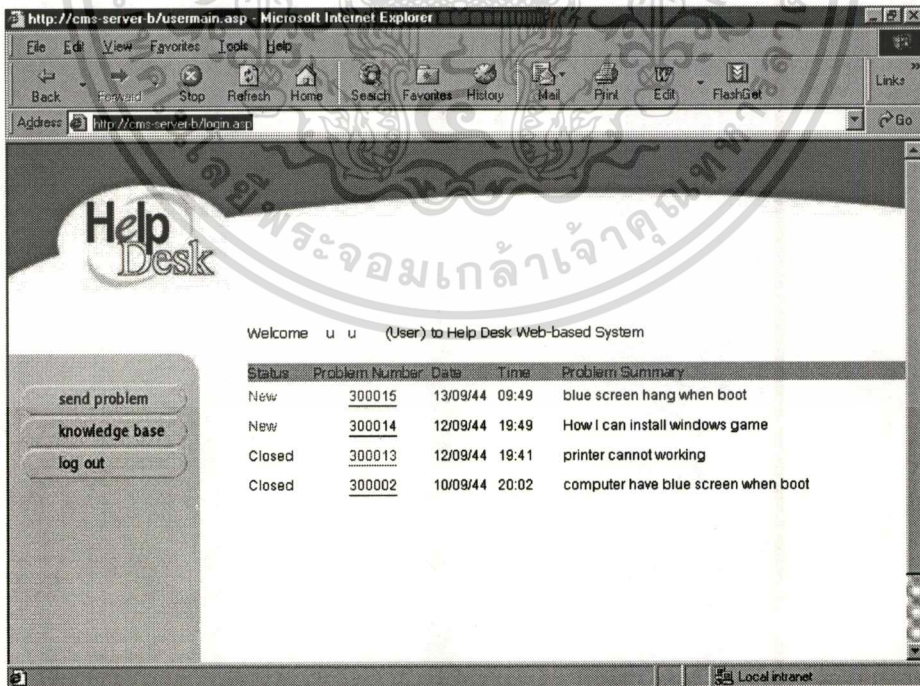 http://cms-server-b/usermain.asp - Microsoft Internet Explorer
File Edit View Favorites Tools Help
Back Forward Stop Refresh Home Search Favorites History Mail Print Edit FlashGet Links
Address http://cms-server-b/login.asp Go
Help
Desk
พระจอมเกล้าเจ้าคุณทหาร
Welcome u u (User) to Help Desk Web-based System
Status Problem Number Date Time Problem Summary
New 300015 13/09/44 09:49 blue screen hang when boot
New 300014 12/09/44 19:49 How I can install windows game
Closed 300013 12/09/44 19:41 printer cannot working
Closed 300002 10/09/44 20:02 computer have blue screen when boot
send problem
knowledge base
log out
Local intranet